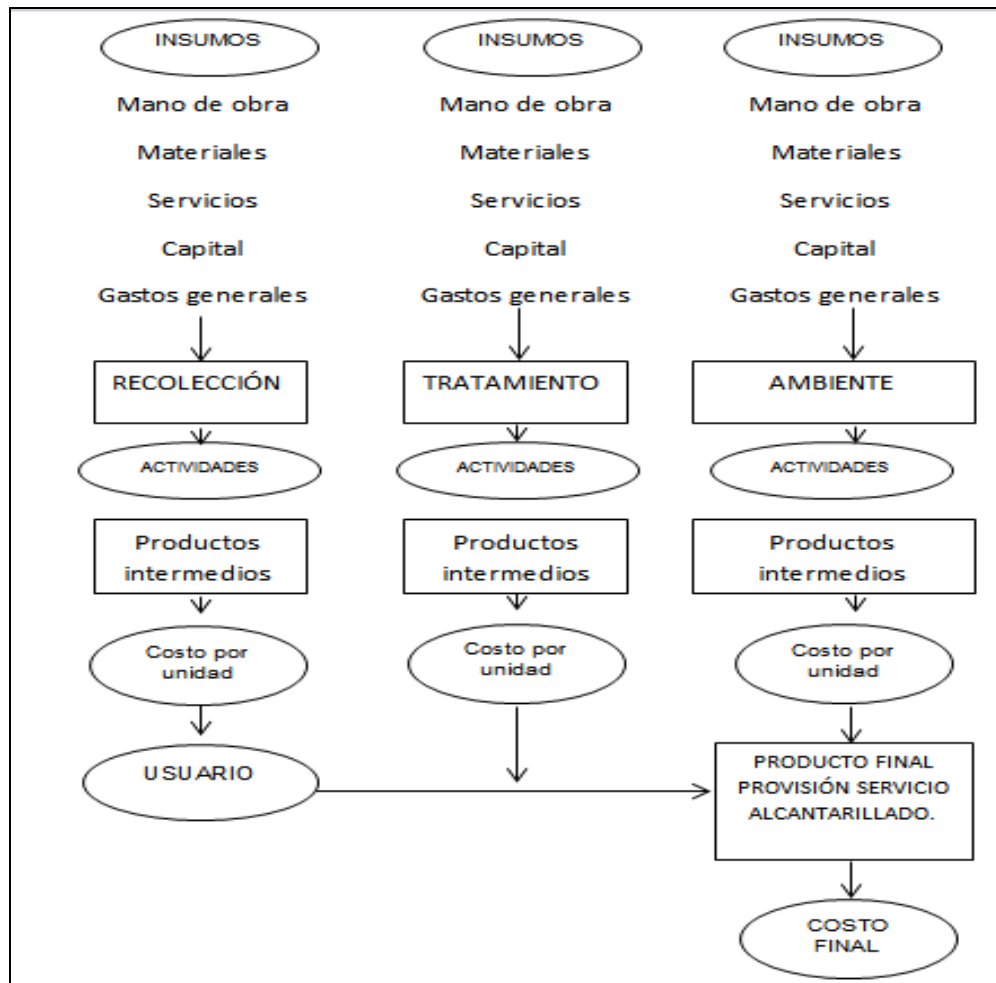 INSUMOS
INSUMOS
INSUMOS
Mano de obra
Mano de obra
Mano de obra
Materiales
Materiales
Materiales
Servicios
Servicios
Servicios
Capital
Capital
Capital
Gastos generales
Gastos generales
Gastos generales
RECOLECCIÓN
TRATAMIENTO
AMBIENTE
ACTIVIDADES
ACTIVIDADES
ACTIVIDADES
Productos
intermedios
Productos
intermedios
Productos
intermedios
Costo por
unidad
Costo por
unidad
Costo por
unidad
USUARIO
PRODUCTO FINAL
PROVISIÓN SERVICIO
ALCANTARILLADO.
COSTO
FINAL